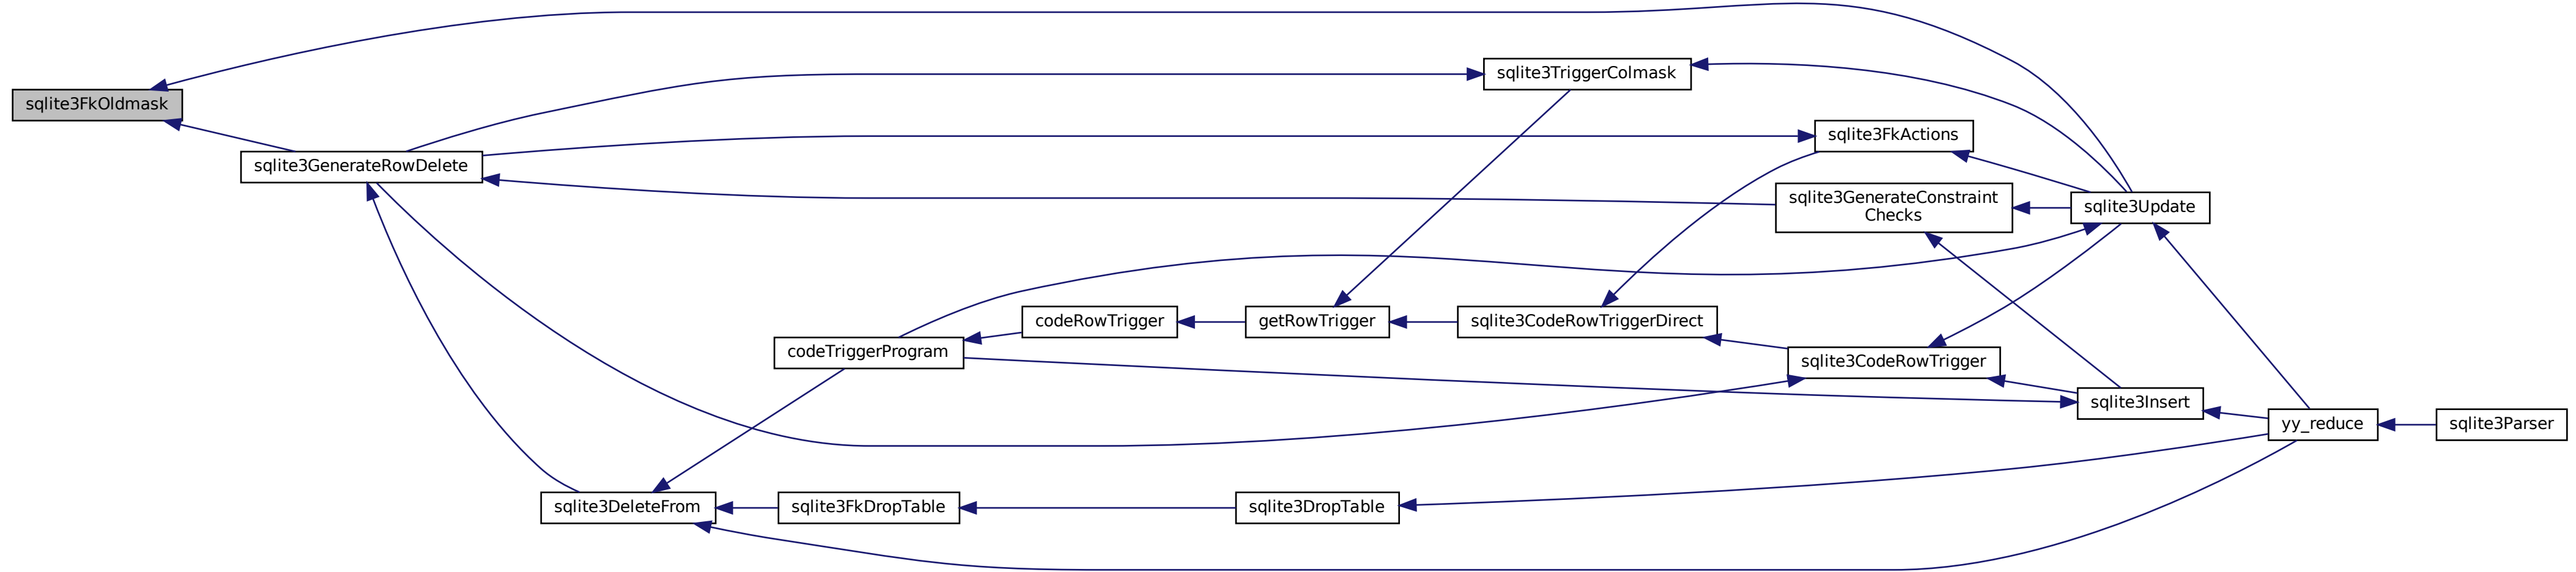 sqlite3FkOldmask
sqlite3GenerateRowDelete
sqlite3DeleteFrom
codeTriggerProgram
sqlite3FkDropTable
codeRowTrigger
getRowTrigger
sqlite3DropTable
sqlite3TriggerColmask
sqlite3CodeRowTriggerDirect
sqlite3FkActions
sqlite3GenerateConstraint
Checks
sqlite3CodeRowTrigger
sqlite3Update
sqlite3Insert
yy_reduce
sqlite3Parser